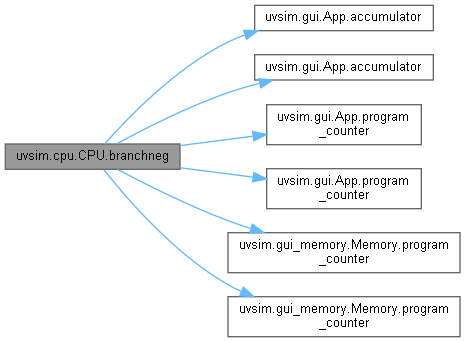 uvsim.gui.App.accumulator
uvsim.gui.App.accumulator
uvsim.gui.App.program
_counter
uvsim.cpu.CPU.branchneg
uvsim.gui.App.program
_counter
uvsim.gui_memory.Memory.program
_counter
uvsim.gui_memory.Memory.program
_counter